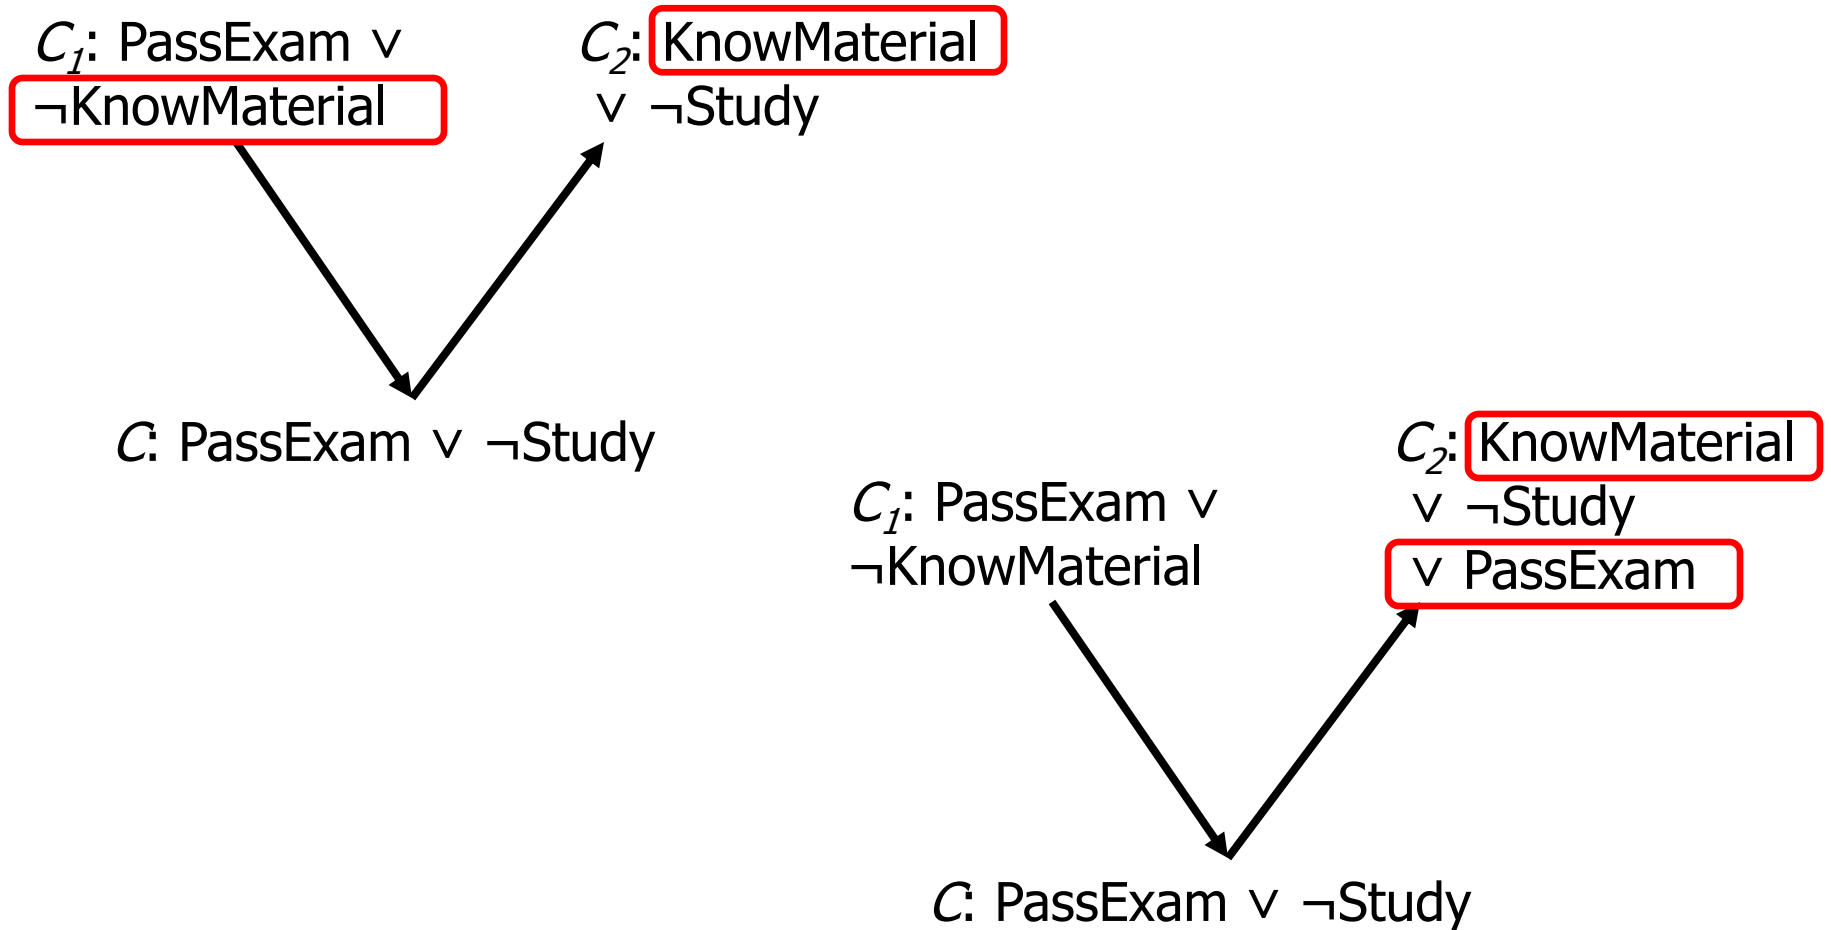 C₁: PassExam ∨
¬KnowMaterial
C₂: KnowMaterial
∨ ¬Study
C: PassExam ∨ ¬Study
C₁: PassExam ∨
¬KnowMaterial
C₂: KnowMaterial
∨ ¬Study
∨ PassExam
C: PassExam ∨ ¬Study